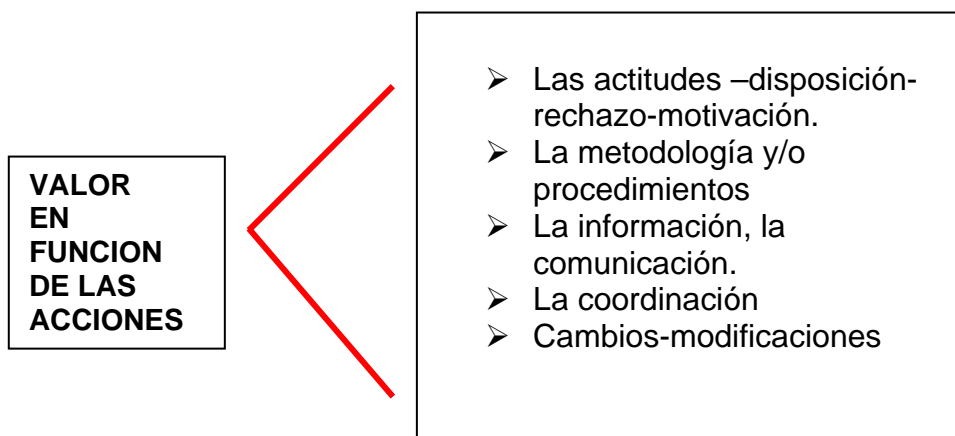 VALOR
EN
FUNCION
DE LAS
ACCIONES
➢ Las actitudes –disposición-
rechazo-motivación.
➢ La metodología y/o
procedimientos
➢ La información, la
comunicación.
➢ La coordinación
➢ Cambios-modificaciones